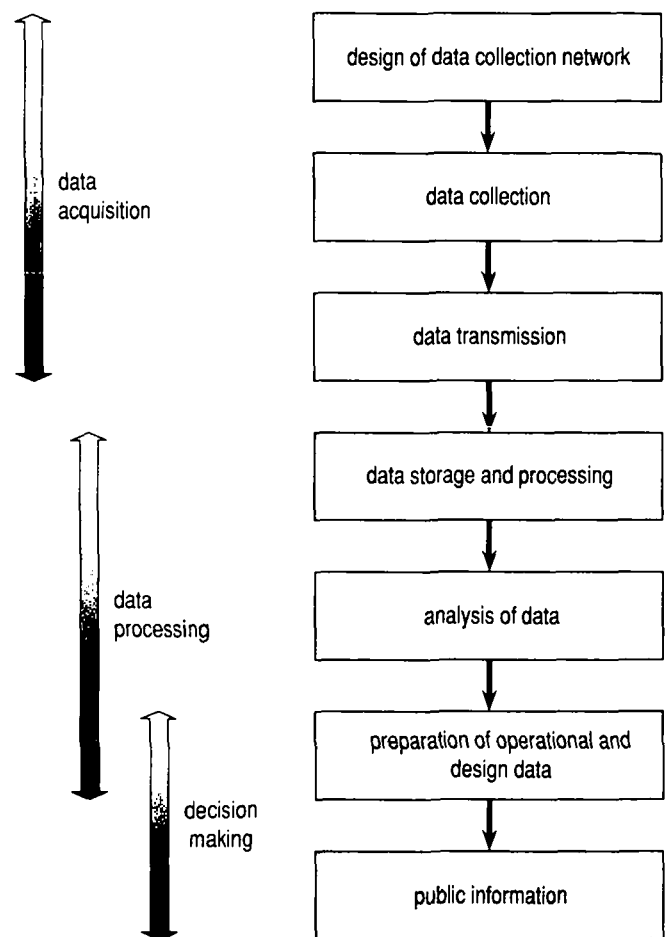 design of data collection network
data
acquisition
data collection
data transmission
data storage and processing
data
processing
analysis of data
preparation of operational and
design data
decision
making
public information